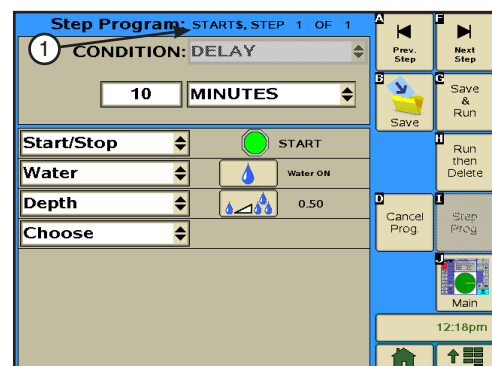 Step Program: START$, STEP 1 OF 1
1
CONDITION: DELAY
10 MINUTES
Start/Stop START
Water Water ON
Depth 0.50
Choose
A
Prev.
Step
F
Next
Step
B
Save
G
Save
&
Run
H
Run
then
Delete
D
Cancel
Prog.
I
Step
Prog
J
Main
12:18pm